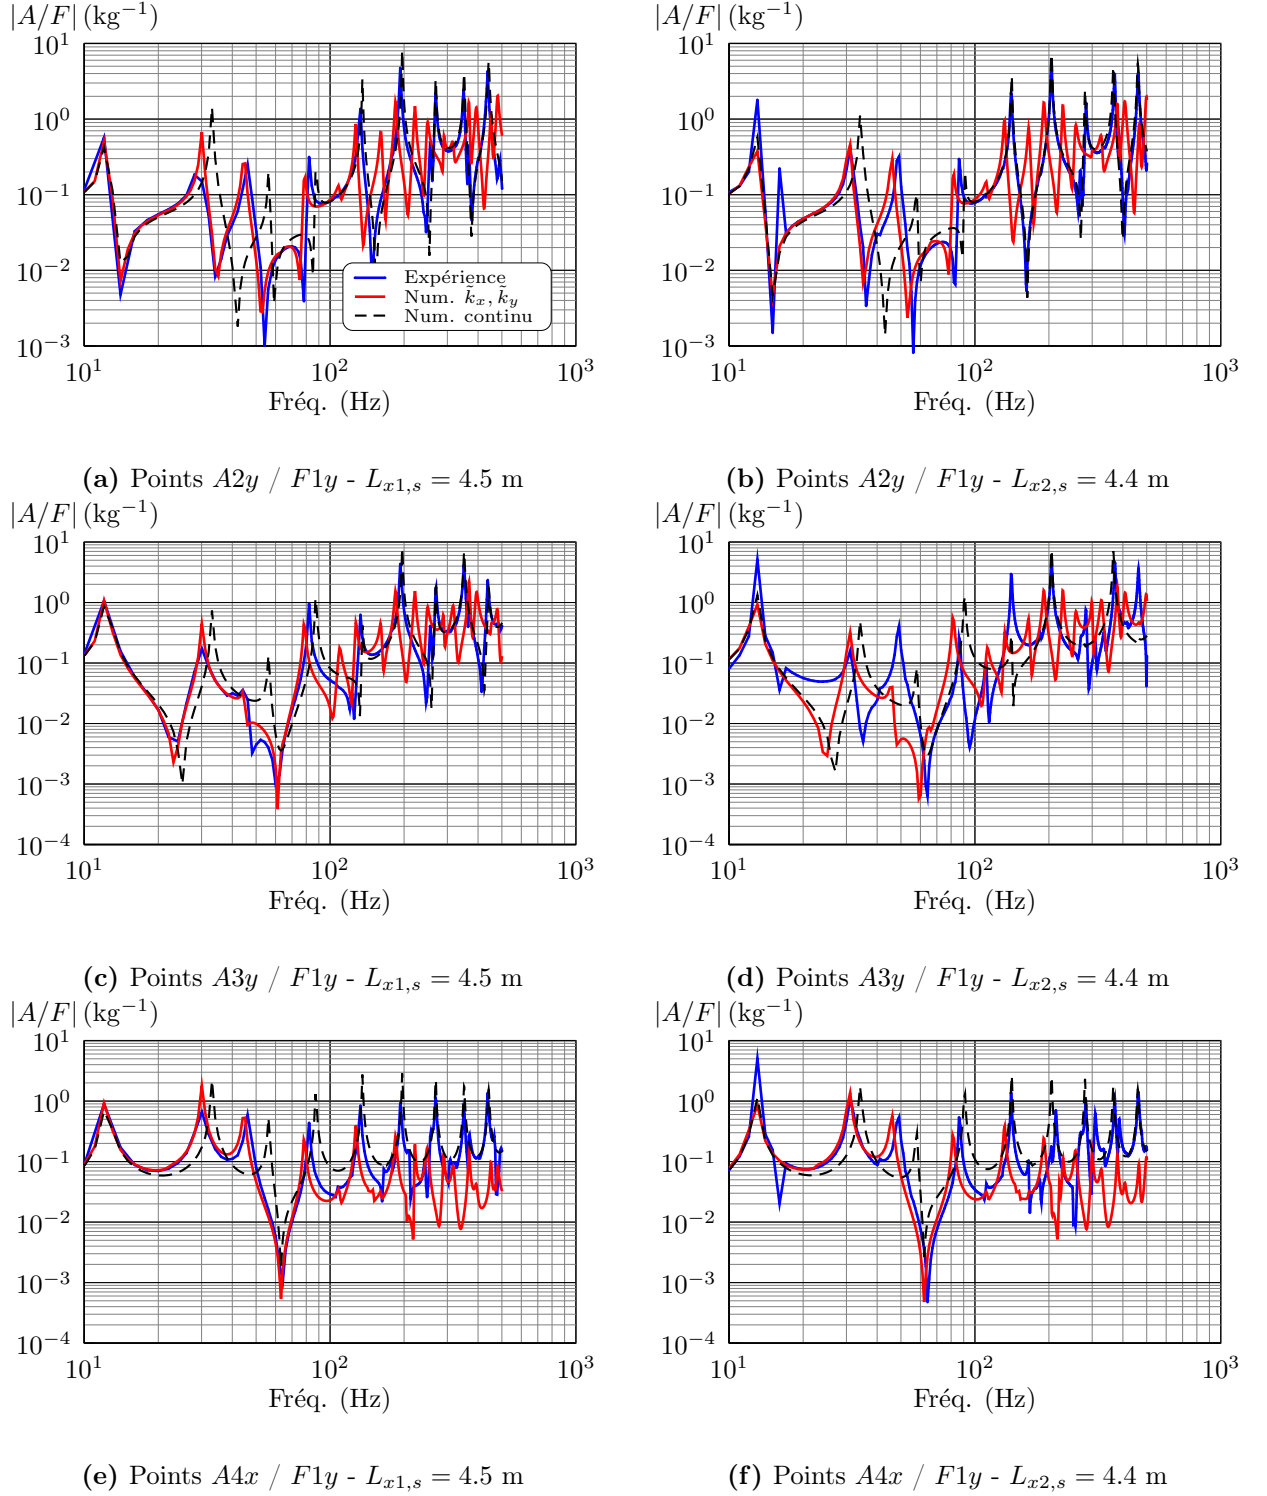 |A/F| (kg⁻¹)
10¹
10⁰
10⁻¹
10⁻²
10⁻³
10¹ 10² 10³
Fréq. (Hz)
Expérience
Num. k̃ₓ, k̃ᵧ
Num. continu
(a) Points A2y / F1y - Lₓ₁,ₛ = 4.5 m
|A/F| (kg⁻¹)
10¹
10⁰
10⁻¹
10⁻²
10⁻³
10¹ 10² 10³
Fréq. (Hz)
(b) Points A2y / F1y - Lₓ₂,ₛ = 4.4 m
|A/F| (kg⁻¹)
10¹
10⁰
10⁻¹
10⁻²
10⁻³
10⁻⁴
10¹ 10² 10³
Fréq. (Hz)
(c) Points A3y / F1y - Lₓ₁,ₛ = 4.5 m
|A/F| (kg⁻¹)
10¹
10⁰
10⁻¹
10⁻²
10⁻³
10⁻⁴
10¹ 10² 10³
Fréq. (Hz)
(d) Points A3y / F1y - Lₓ₂,ₛ = 4.4 m
|A/F| (kg⁻¹)
10¹
10⁰
10⁻¹
10⁻²
10⁻³
10⁻⁴
10¹ 10² 10³
Fréq. (Hz)
(e) Points A4x / F1y - Lₓ₁,ₛ = 4.5 m
|A/F| (kg⁻¹)
10¹
10⁰
10⁻¹
10⁻²
10⁻³
10⁻⁴
10¹ 10² 10³
Fréq. (Hz)
(f) Points A4x / F1y - Lₓ₂,ₛ = 4.4 m